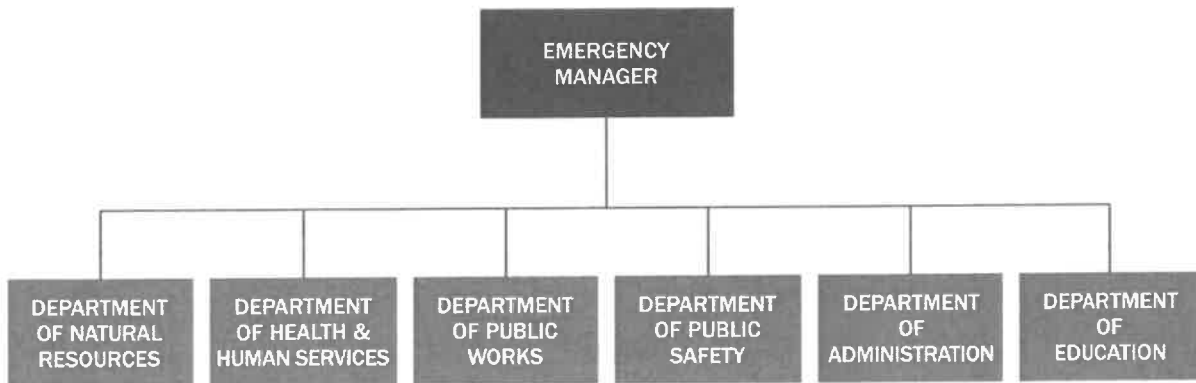 EMERGENCY
MANAGER
DEPARTMENT
OF NATURAL
RESOURCES
DEPARTMENT
OF HEALTH &
HUMAN SERVICES
DEPARTMENT
OF PUBLIC
WORKS
DEPARTMENT
OF PUBLIC
SAFETY
DEPARTMENT
OF
ADMINISTRATION
DEPARTMENT
OF
EDUCATION